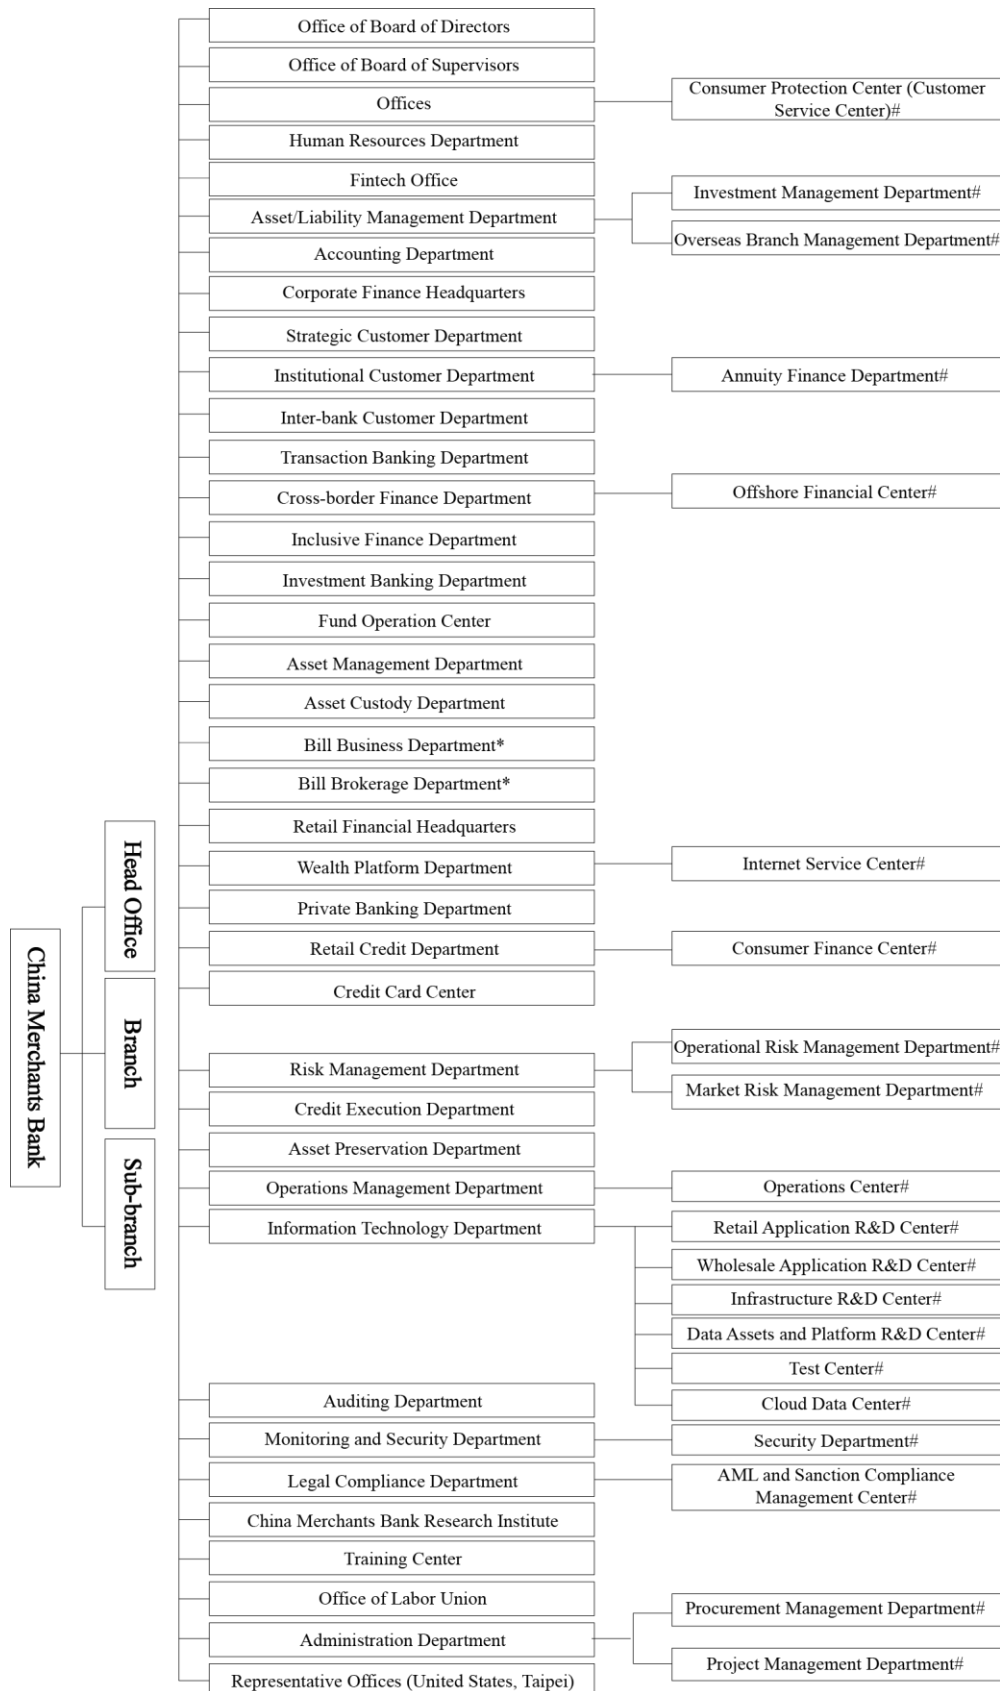 China Merchants Bank
Head Office
Branch
Sub-branch
Office of Board of Directors
Office of Board of Supervisors
Offices
Consumer Protection Center (Customer
Service Center)#
Human Resources Department
Fintech Office
Asset/Liability Management Department
Investment Management Department#
Overseas Branch Management Department#
Accounting Department
Corporate Finance Headquarters
Strategic Customer Department
Institutional Customer Department
Annuity Finance Department#
Inter-bank Customer Department
Transaction Banking Department
Cross-border Finance Department
Offshore Financial Center#
Inclusive Finance Department
Investment Banking Department
Fund Operation Center
Asset Management Department
Asset Custody Department
Bill Business Department*
Bill Brokerage Department*
Retail Financial Headquarters
Wealth Platform Department
Internet Service Center#
Private Banking Department
Retail Credit Department
Consumer Finance Center#
Credit Card Center
Risk Management Department
Operational Risk Management Department#
Market Risk Management Department#
Credit Execution Department
Asset Preservation Department
Operations Management Department
Operations Center#
Information Technology Department
Retail Application R&D Center#
Wholesale Application R&D Center#
Infrastructure R&D Center#
Data Assets and Platform R&D Center#
Test Center#
Cloud Data Center#
Auditing Department
Monitoring and Security Department
Security Department#
Legal Compliance Department
AML and Sanction Compliance
Management Center#
China Merchants Bank Research Institute
Training Center
Office of Labor Union
Administration Department
Procurement Management Department#
Project Management Department#
Representative Offices (United States, Taipei)